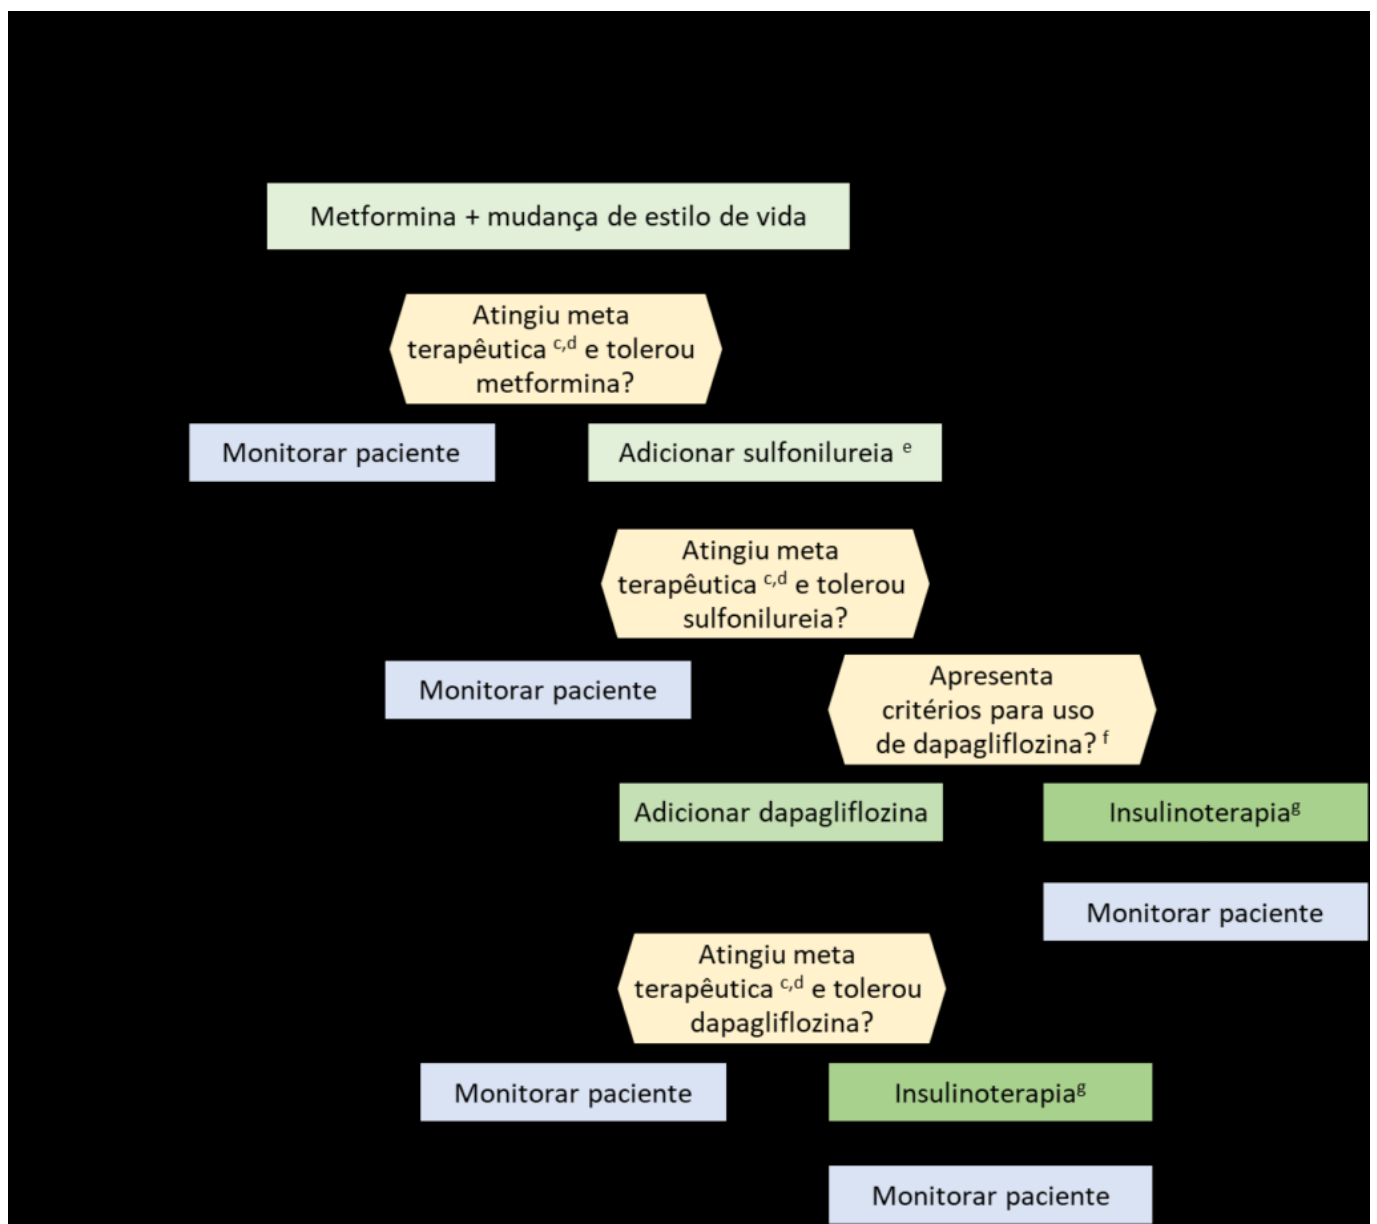 Metformina + mudança de estilo de vida
Atingiu meta
terapêutica c,d e tolerou
metformina?
Monitorar paciente
Adicionar sulfonilureia e
Atingiu meta
terapêutica c,d e tolerou
sulfonilureia?
Monitorar paciente
Apresenta
critérios para uso
de dapagliflozina? f
Adicionar dapagliflozina
Insulinoterapia g
Monitorar paciente
Atingiu meta
terapêutica c,d e tolerou
dapagliflozina?
Monitorar paciente
Insulinoterapia g
Monitorar paciente